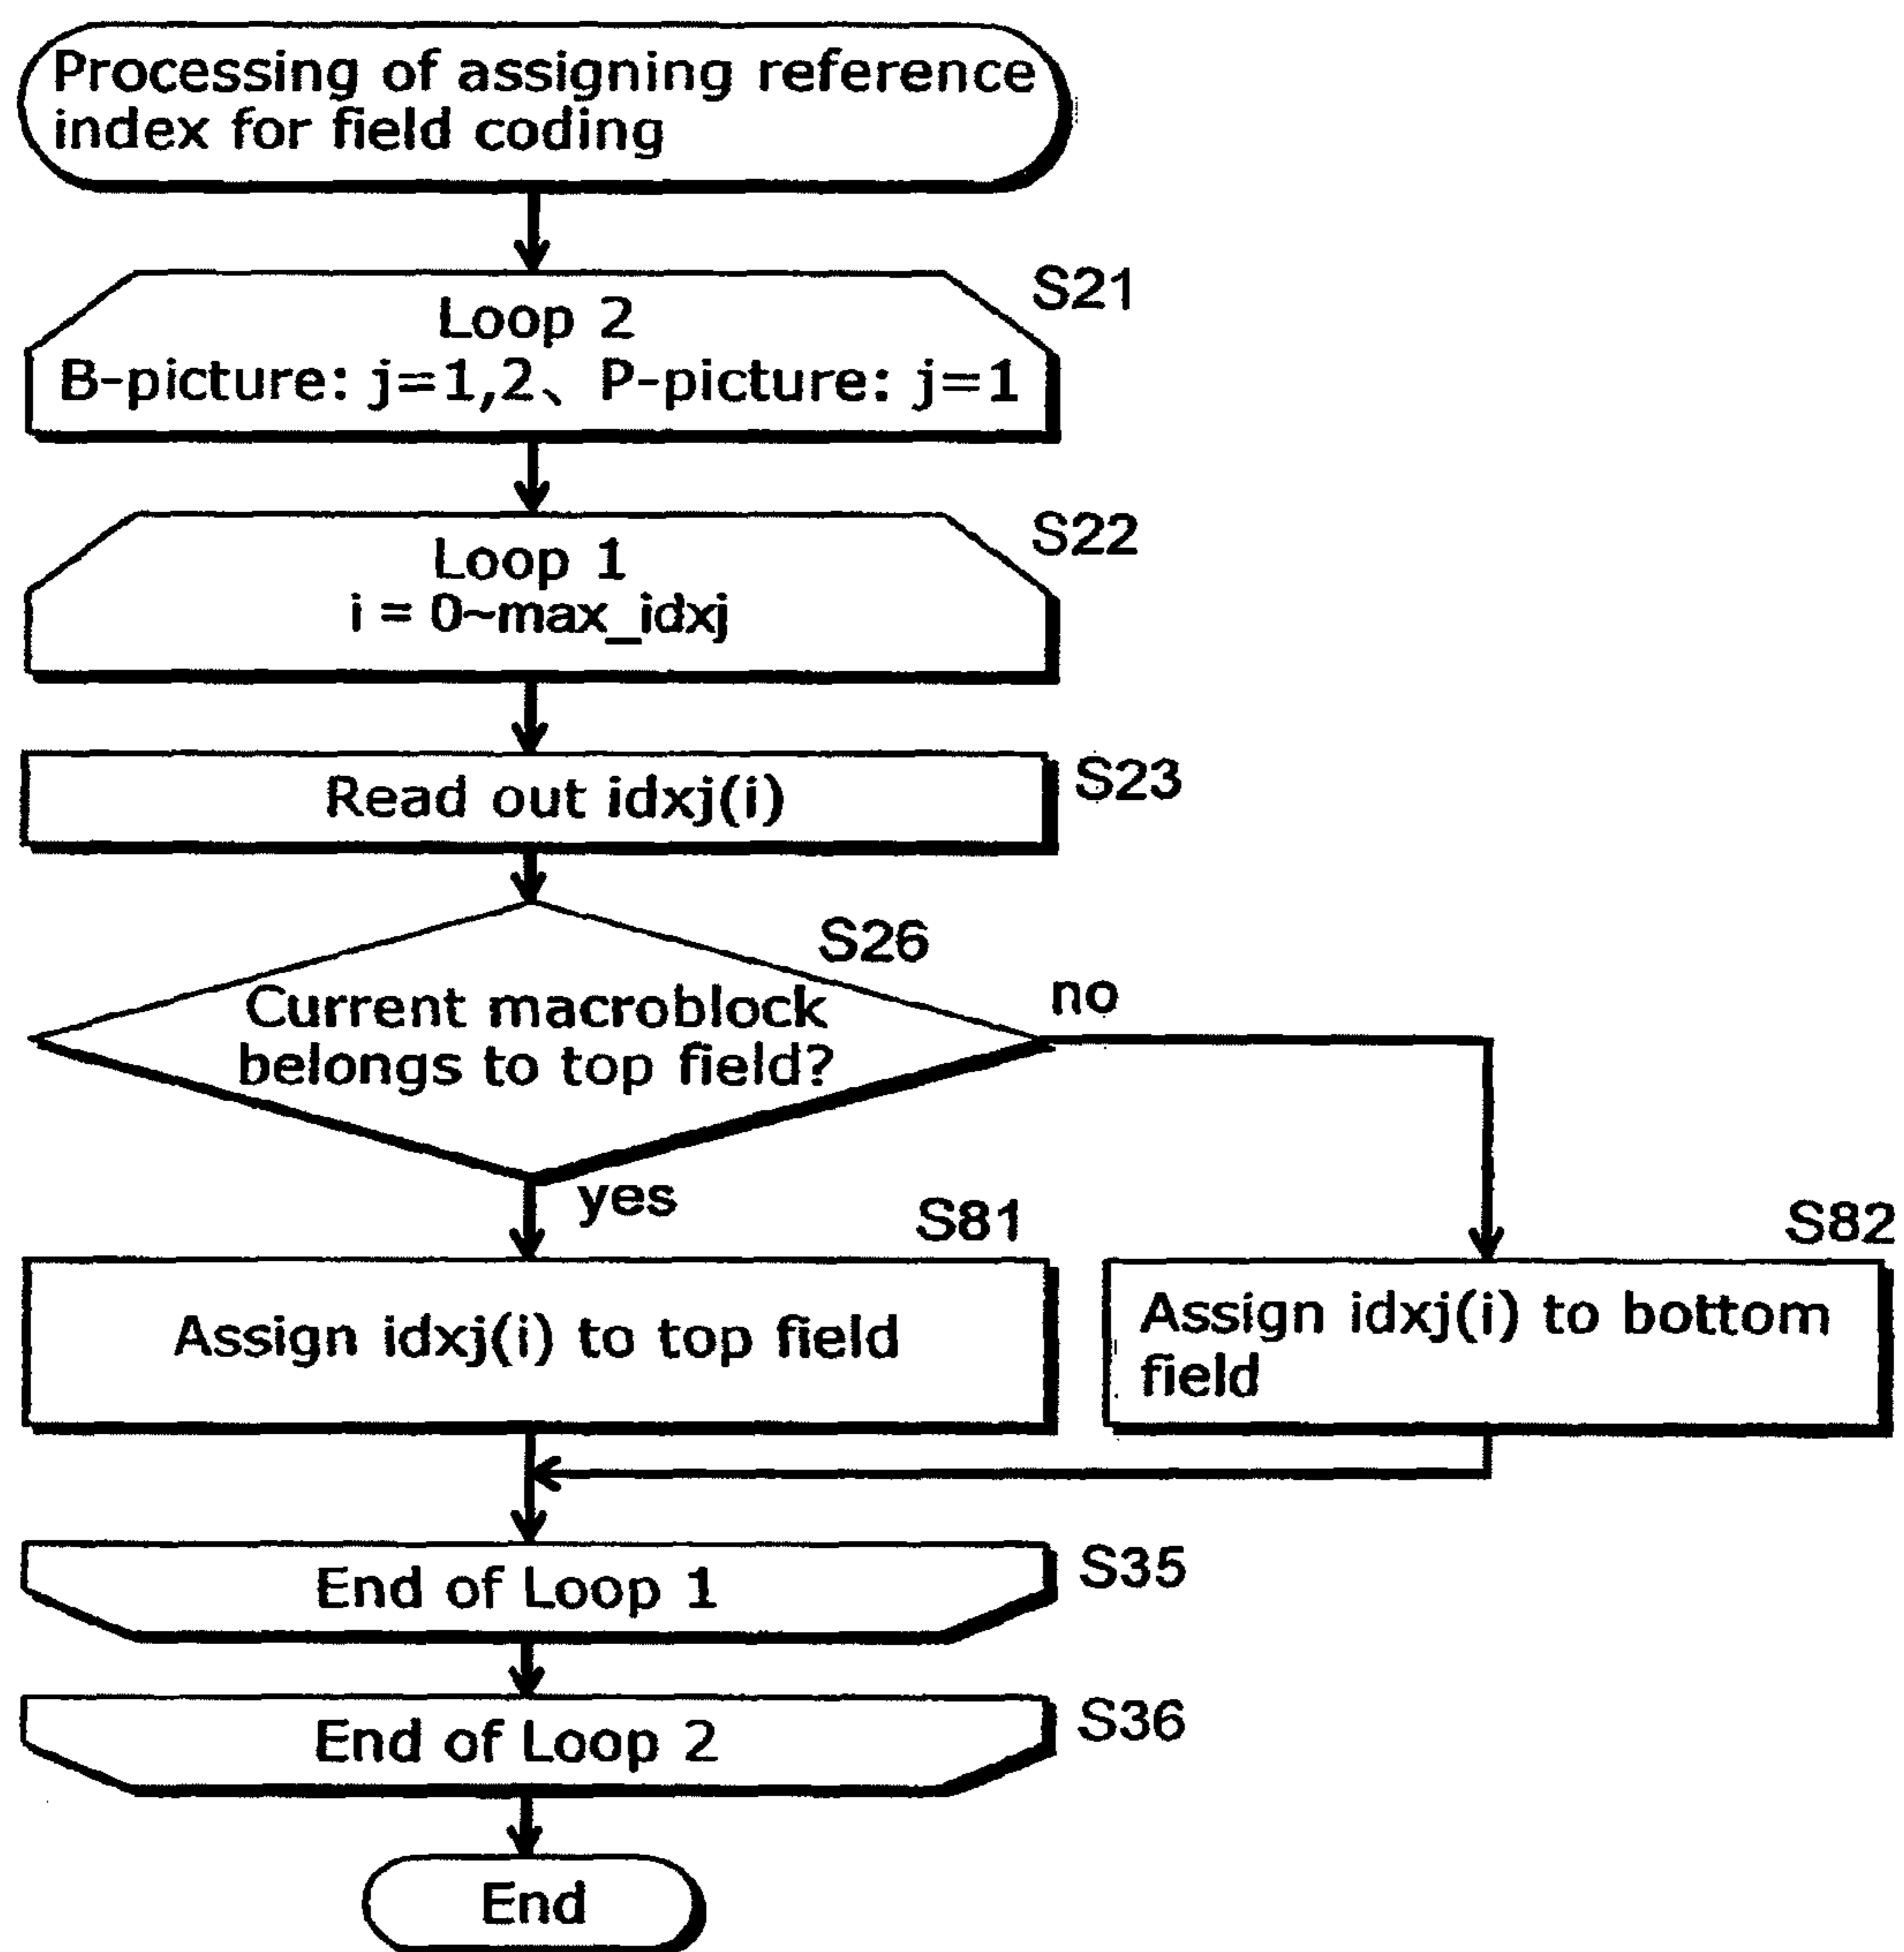 Processing of assigning reference
index for field coding
S21
Loop 2
B-picture: j=1,2、 P-picture: j=1
S22
Loop 1
i = 0~max_idxj
Read out idxj(i)
S23
S26
Current macroblock
belongs to top field?
no
yes
S81
Assign idxj(i) to top field
S82
Assign idxj(i) to bottom
field
End of Loop 1
S35
End of Loop 2
S36
End